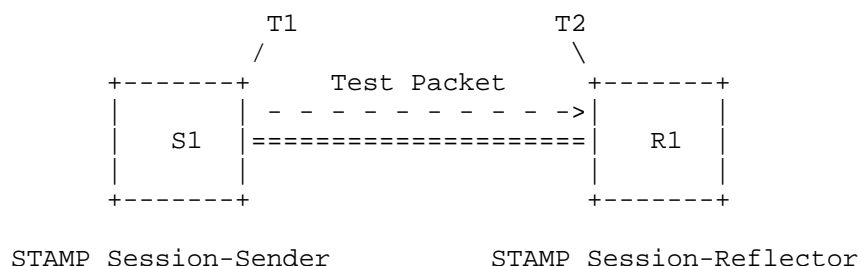 T1 T2
/ \
+-------+ Test Packet +-------+
| | - - - - - - - - - ->| |
| S1 |=====================| R1 |
| | | |
+-------+ +-------+
STAMP Session-Sender STAMP Session-Reflector